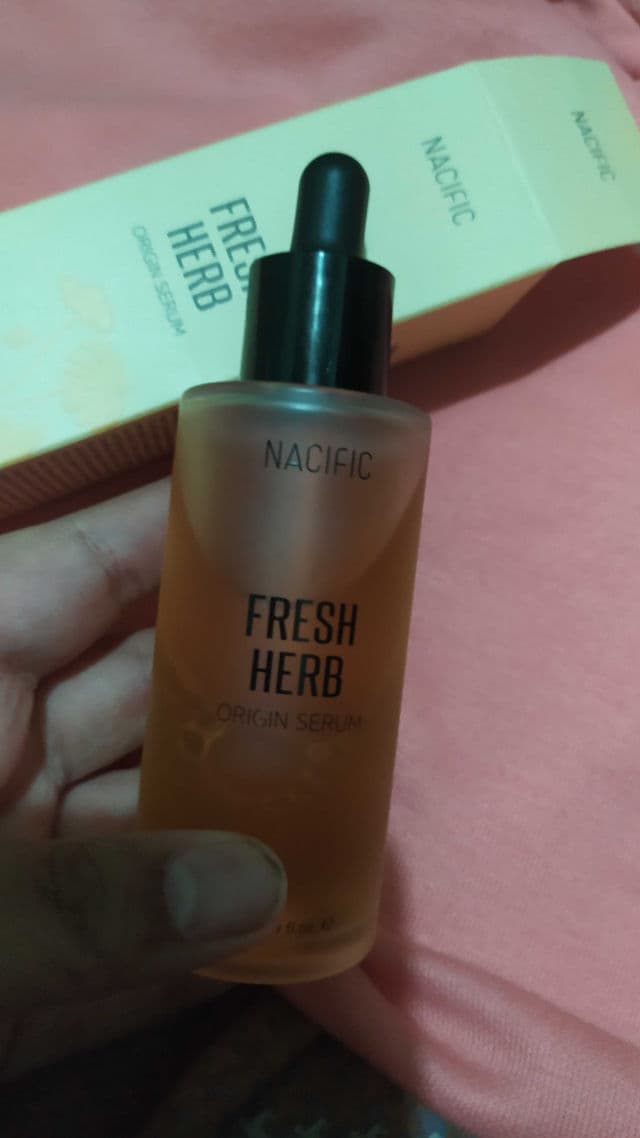 NACIFIC
NACIFIC
FRESH
HERB
ORIGIN SERUM
NACIFIC
FRESH
HERB
ORIGIN SERUM